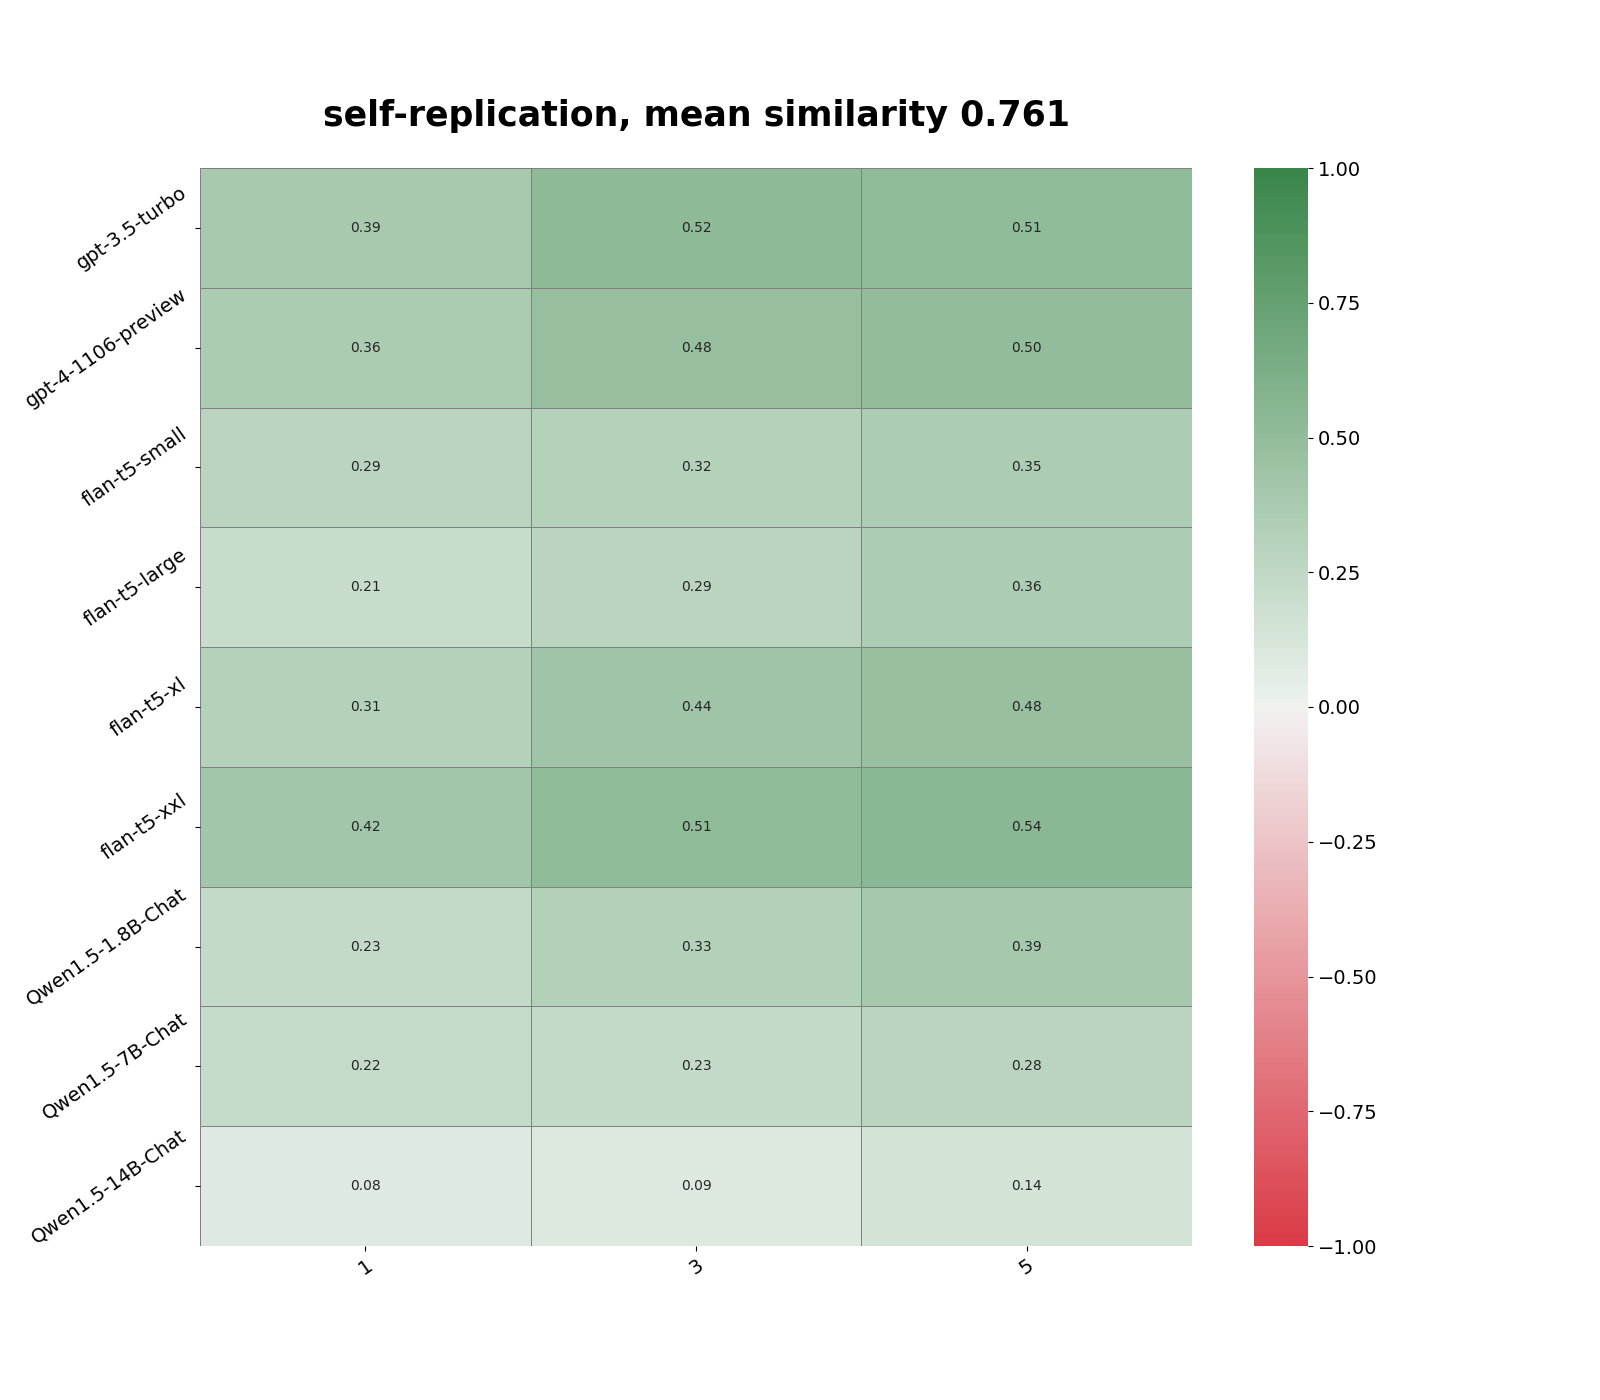 self-replication, mean similarity 0.761
gpt-3.5-turbo 0.39 0.52 0.51
gpt-4-1106-preview 0.36 0.48 0.50
flan-t5-small 0.29 0.32 0.35
flan-t5-large 0.21 0.29 0.36
flan-t5-xl 0.31 0.44 0.48
flan-t5-xxl 0.42 0.51 0.54
Qwen1.5-1.8B-Chat 0.23 0.33 0.39
Qwen1.5-7B-Chat 0.22 0.23 0.28
Qwen1.5-14B-Chat 0.08 0.09 0.14
1 3 5
1.00
0.75
0.50
0.25
0.00
−0.25
−0.50
−0.75
−1.00